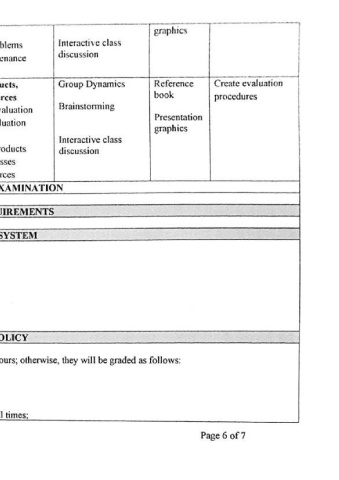 graphics
blems
enance
Interactive class
discussion
ucts,
rces
valuation
luation
roducts
sses
rces
Group Dynamics
Brainstorming
Interactive class
discussion
Reference
book
Presentation
graphics
Create evaluation
procedures
XAMINATION
UIREMENTS
SYSTEM
OLICY
ours; otherwise, they will be graded as follows:
l times;
Page 6 of 7